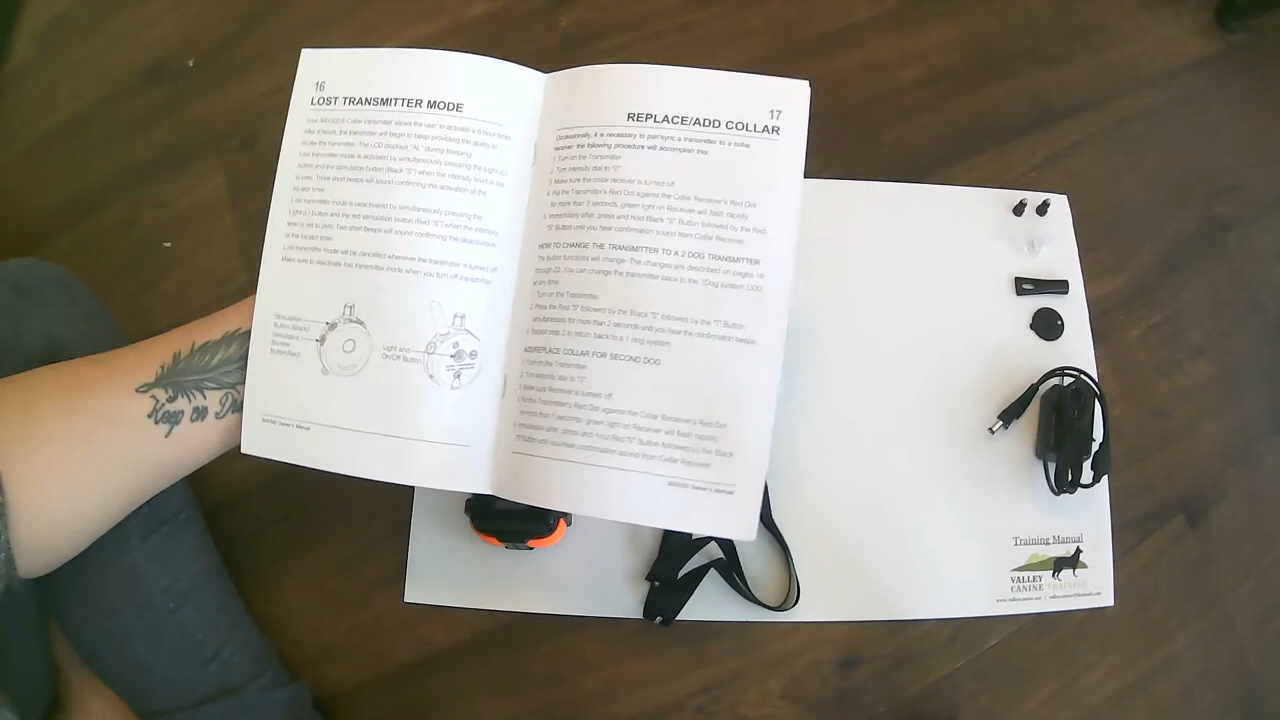 16
LOST TRANSMITTER MODE
Your 300/302 E-Collar transmitter allows the user to activate a 6 hour timer.
After 6 hours, the transmitter will begin to beep providing the ability to
locate the transmitter. The LCD displays "AL" during beeping.
Lost transmitter mode is activated by simultaneously pressing the Light (L)
button and the stimulation button (Black "S") when the intensity level is set
to zero. Three short beeps will sound confirming the activation of the
locator timer.
Lost transmitter mode is deactivated by simultaneously pressing the
Light (L) button and the red stimulation button (Red "S") when the intensity
level is set to zero. Two short beeps will sound confirming the deactivation
of the locator timer.
Lost transmitter mode will be cancelled whenever the transmitter is turned off.
Make sure to reactivate lost transmitter mode when you turn off transmitter.
Stimulation
Button (Black)
Stimulation
Booster
Button(Red)
Light and
On/Off Button
300/302 Owner's Manual
17
REPLACE/ADD COLLAR
Occasionally, it is necessary to pair/sync a transmitter to a collar
receiver: the following procedure will accomplish this:
1. Turn on the Transmitter
2. Turn intensity dial to "0"
3. Make sure the collar receiver is turned off
4. Put the Transmitter's Red Dot against the Collar Receiver's Red Dot
for more than 5 seconds, green light on Receiver will flash rapidly
5. Immediately after, press and hold Black "S" Button followed by the Red
"S" Button until you hear confirmation sound from Collar Receiver
HOW TO CHANGE THE TRANSMITTER TO A 2 DOG TRANSMITTER
The button functions will change. The changes are described on pages 18
through 22. You can change the transmitter back to the 1Dog system (300)
at any time.
1. Turn on the Transmitter
2. Press the Red "S" followed by the Black "S" followed by the "T" Button
simultaneously for more than 2 seconds until you hear the confirmation beeps.
3. Repeat step 2 to return back to a 1 dog system.
ADD/REPLACE COLLAR FOR SECOND DOG
1. Turn on the Transmitter
2. Turn intensity dial to "0"
3. Make sure Receiver is turned off
4. Put the Transmitter's Red Dot against the Collar Receiver's Red Dot
for more than 5 seconds, green light on Receiver will flash rapidly
5. Immediately after, press and hold Red "S" Button followed by the Black
"S" Button until you hear confirmation sound from Collar Receiver
300/302 Owner's Manual
Keep on
Training Manual
VALLEY
CANINE TRAINING
www.valleycanine.net | valleycanine@hotmail